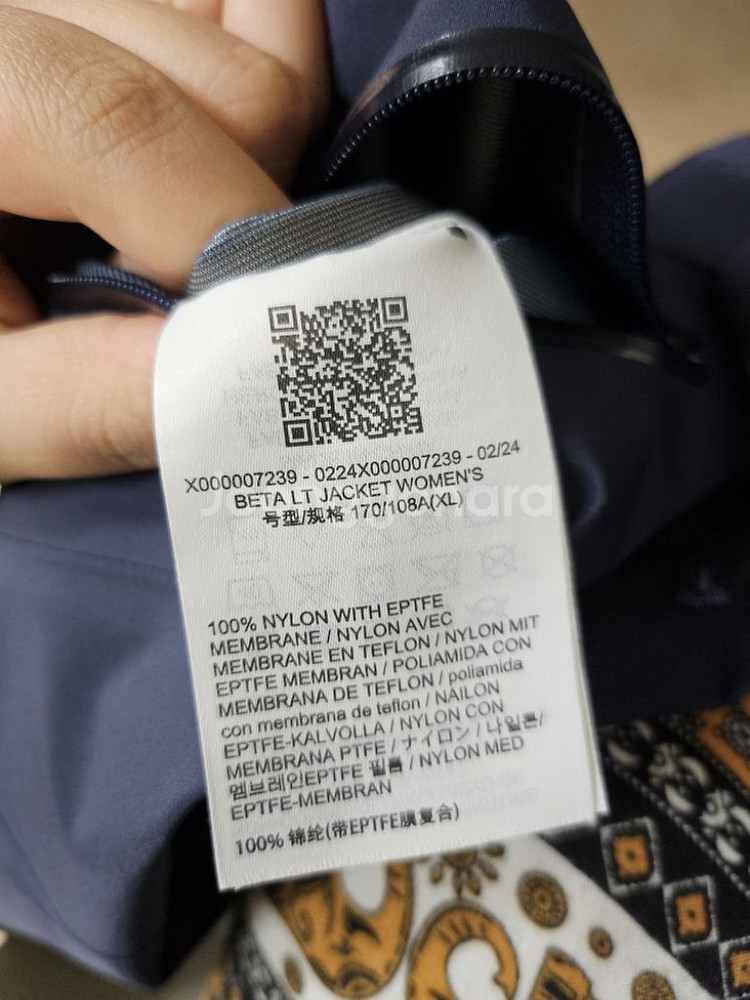 X000007239 - 0224X000007239 - 02/24
BETA LT JACKET WOMEN'S
号型/规格 170/108A(XL)
100% NYLON WITH EPTFE
MEMBRANE / NYLON AVEC
MEMBRANE EN TEFLON / NYLON MIT
EPTFE MEMBRAN / POLIAMIDA CON
MEMBRANA DE TEFLON / poliamida
con membrana de teflon / NAILON
EPTFE-KALVOLLA / NYLON CON
MEMBRANA PTFE / ナイロン / 나일론/
엠브레인EPTFE 필름 / NYLON MED
EPTFE-MEMBRAN
100% 锦纶(带EPTFE膜复合)